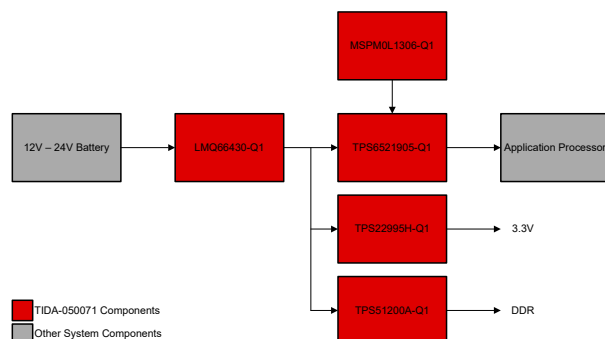 MSPM0L1306-Q1
12V – 24V Battery
LMQ66430-Q1
TPS6521905-Q1
Application Processor
TPS22995H-Q1
3.3V
TPS51200A-Q1
DDR
TIDA-050071 Components
Other System Components